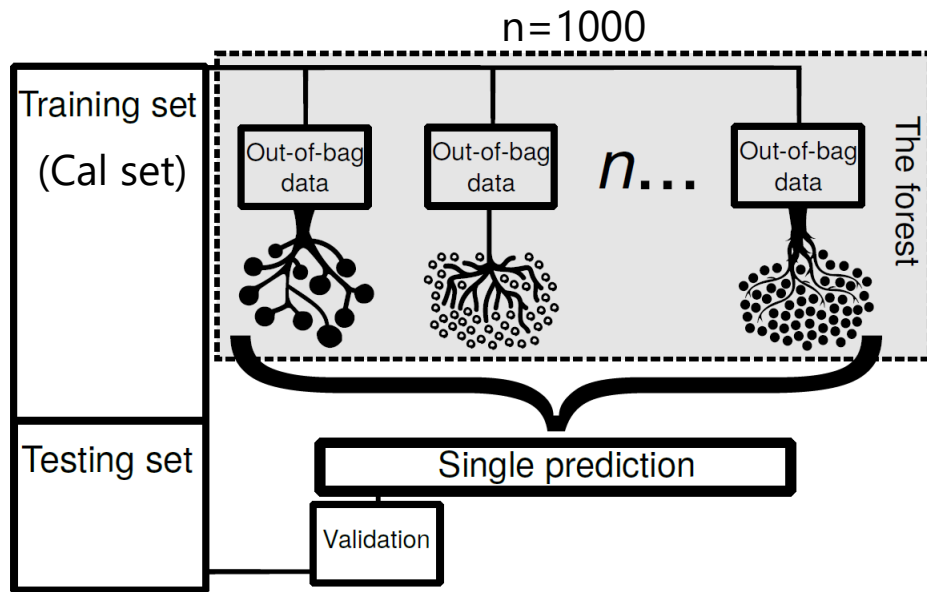 n=1000
Training set
(Cal set)
Out-of-bag
data
Out-of-bag
data
n...
Out-of-bag
data
The forest
Testing set
Single prediction
Validation